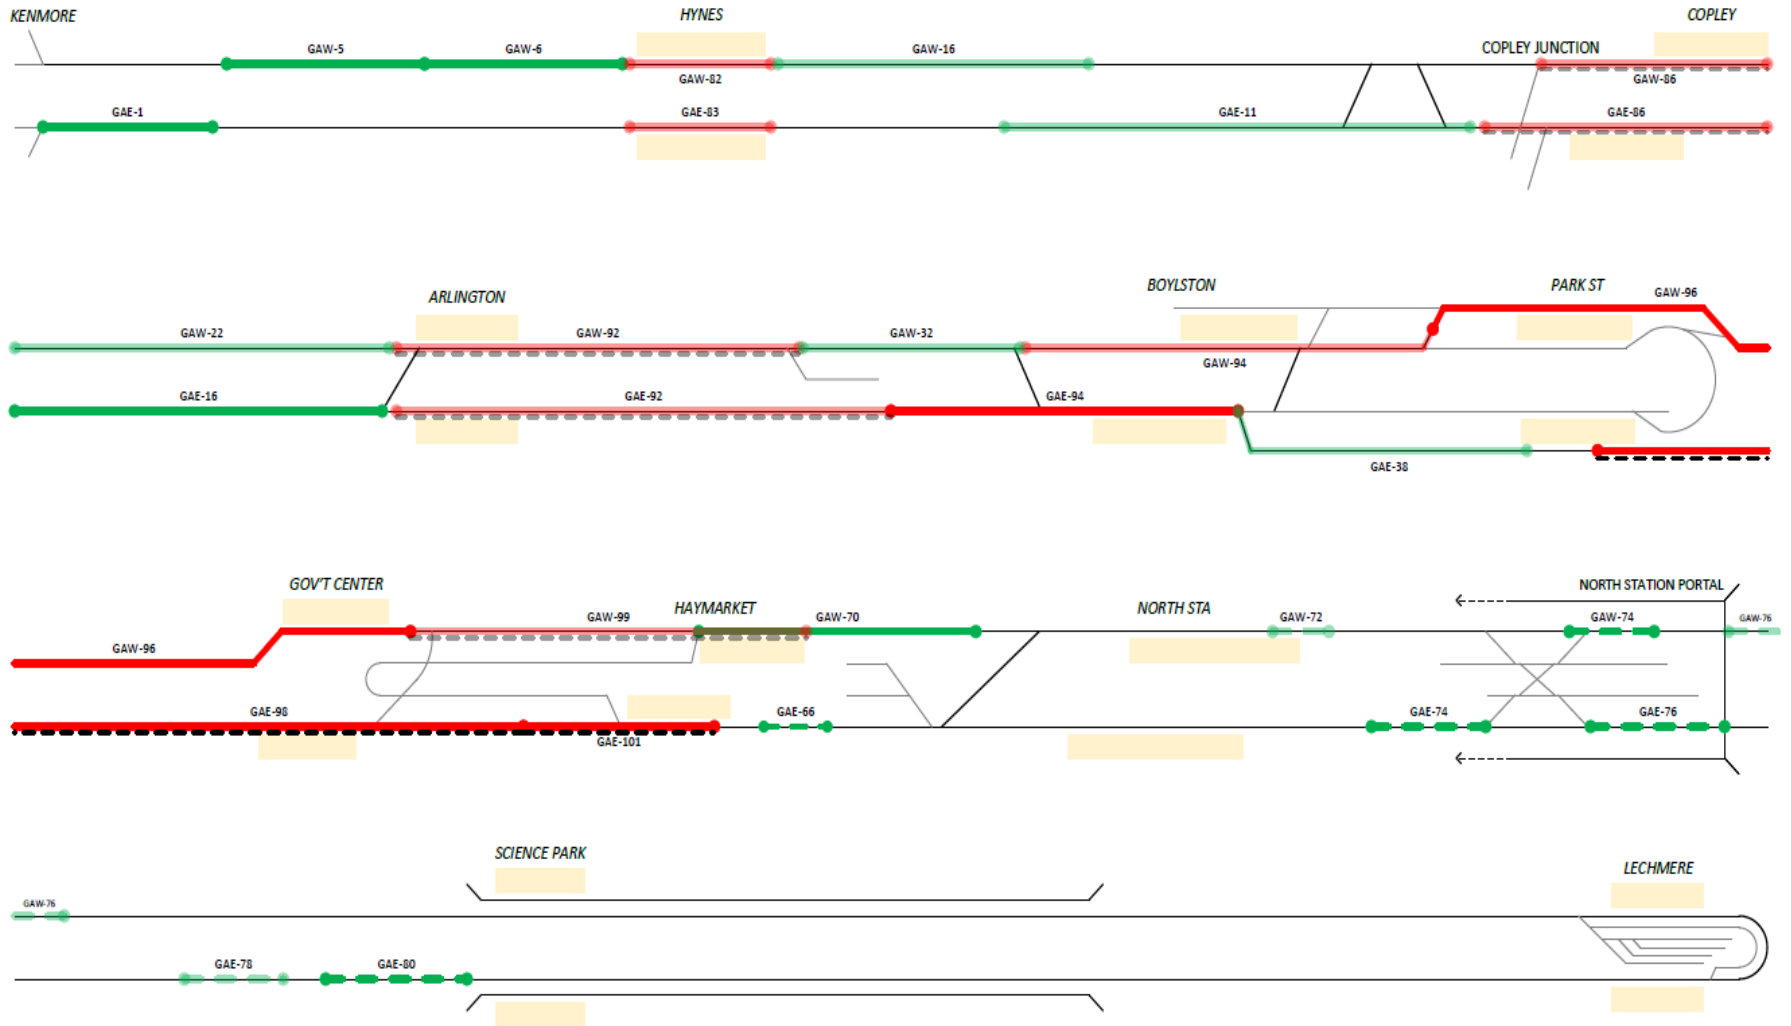 KENMORE
HYNES
COPLEY
GAW-5
GAW-6
GAW-16
COPLEY JUNCTION
GAW-82
GAW-86
GAE-1
GAE-83
GAE-11
GAE-86
ARLINGTON
BOYLSTON
PARK ST
GAW-96
GAW-22
GAW-92
GAW-32
GAW-94
GAE-16
GAE-92
GAE-94
GAE-38
GOV'T CENTER
HAYMARKET
NORTH STA
NORTH STATION PORTAL
GAW-99
GAW-70
GAW-72
GAW-74
GAW-76
GAW-96
GAE-98
GAE-101
GAE-66
GAE-74
GAE-76
SCIENCE PARK
LECHMERE
GAW-76
GAE-78
GAE-80